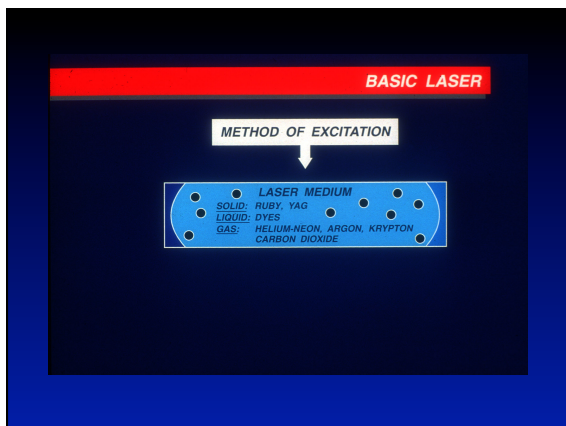 BASIC LASER
METHOD OF EXCITATION
LASER MEDIUM
SOLID: RUBY, YAG
LIQUID: DYES
GAS: HELIUM-NEON, ARGON, KRYPTON
CARBON DIOXIDE